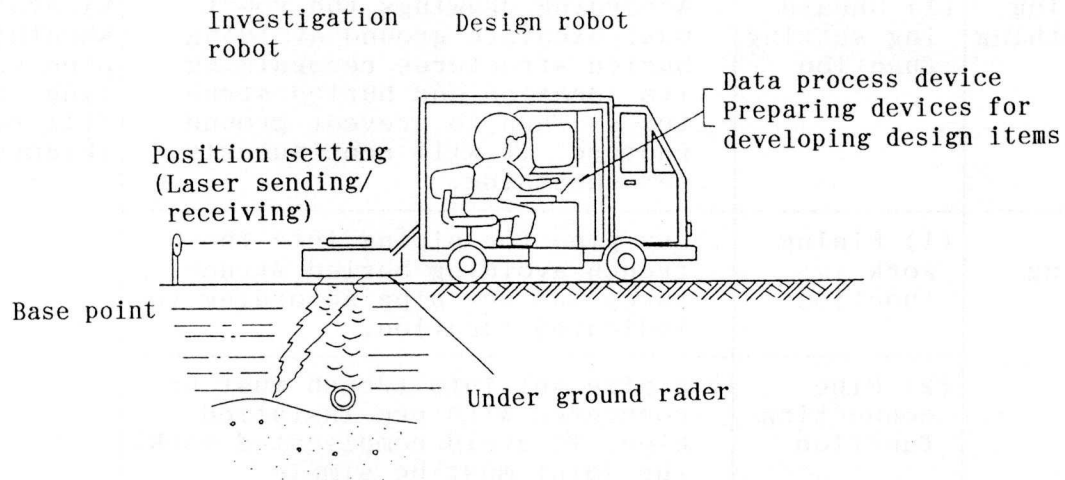 Investigation
robot
Design robot
Data process device
Preparing devices for
developing design items
Position setting
(Laser sending/
receiving)
Base point
Under ground rader